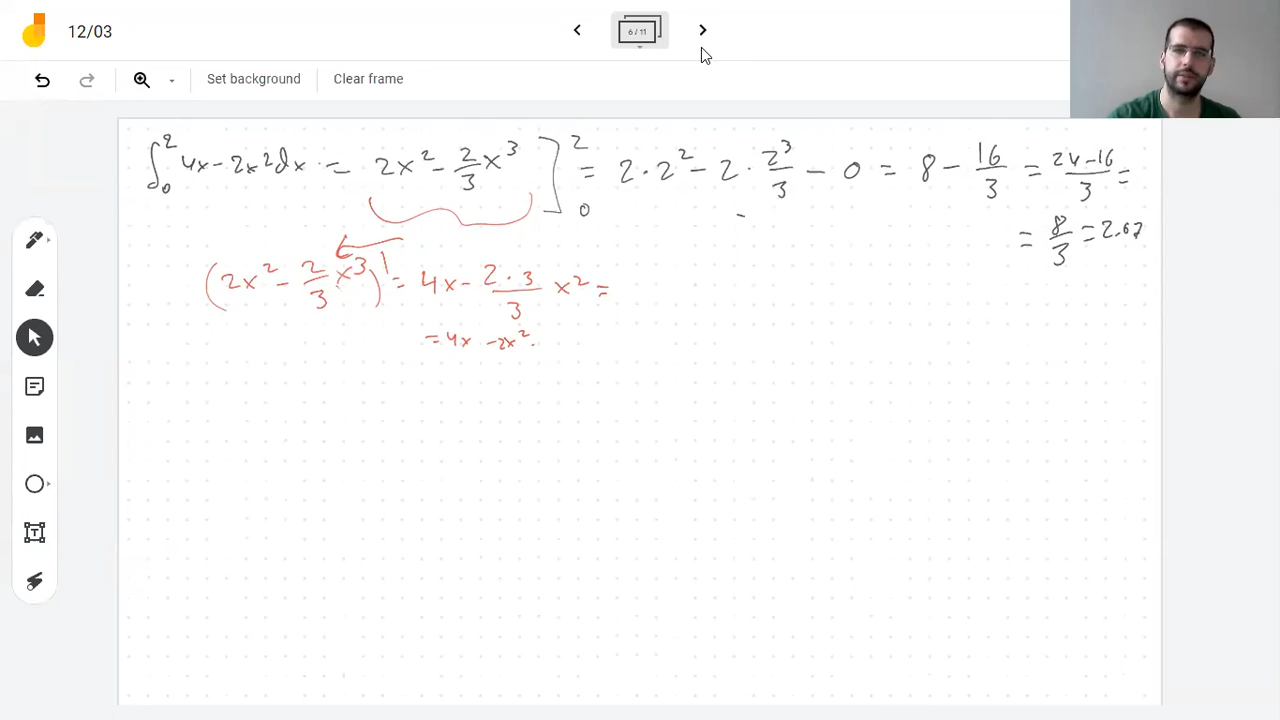 12/03
6 / 11
Set background
Clear frame
∫₀² 4x - 2x² dx = 2x² - 2/3 x³ ]₀² = 2·2² - 2·2³/3 - 0 = 8 - 16/3 = 24-16/3 =
= 8/3 = 2.67
(2x² - 2/3 x³)' = 4x - 2·3/3 x² =
= 4x - 2x².